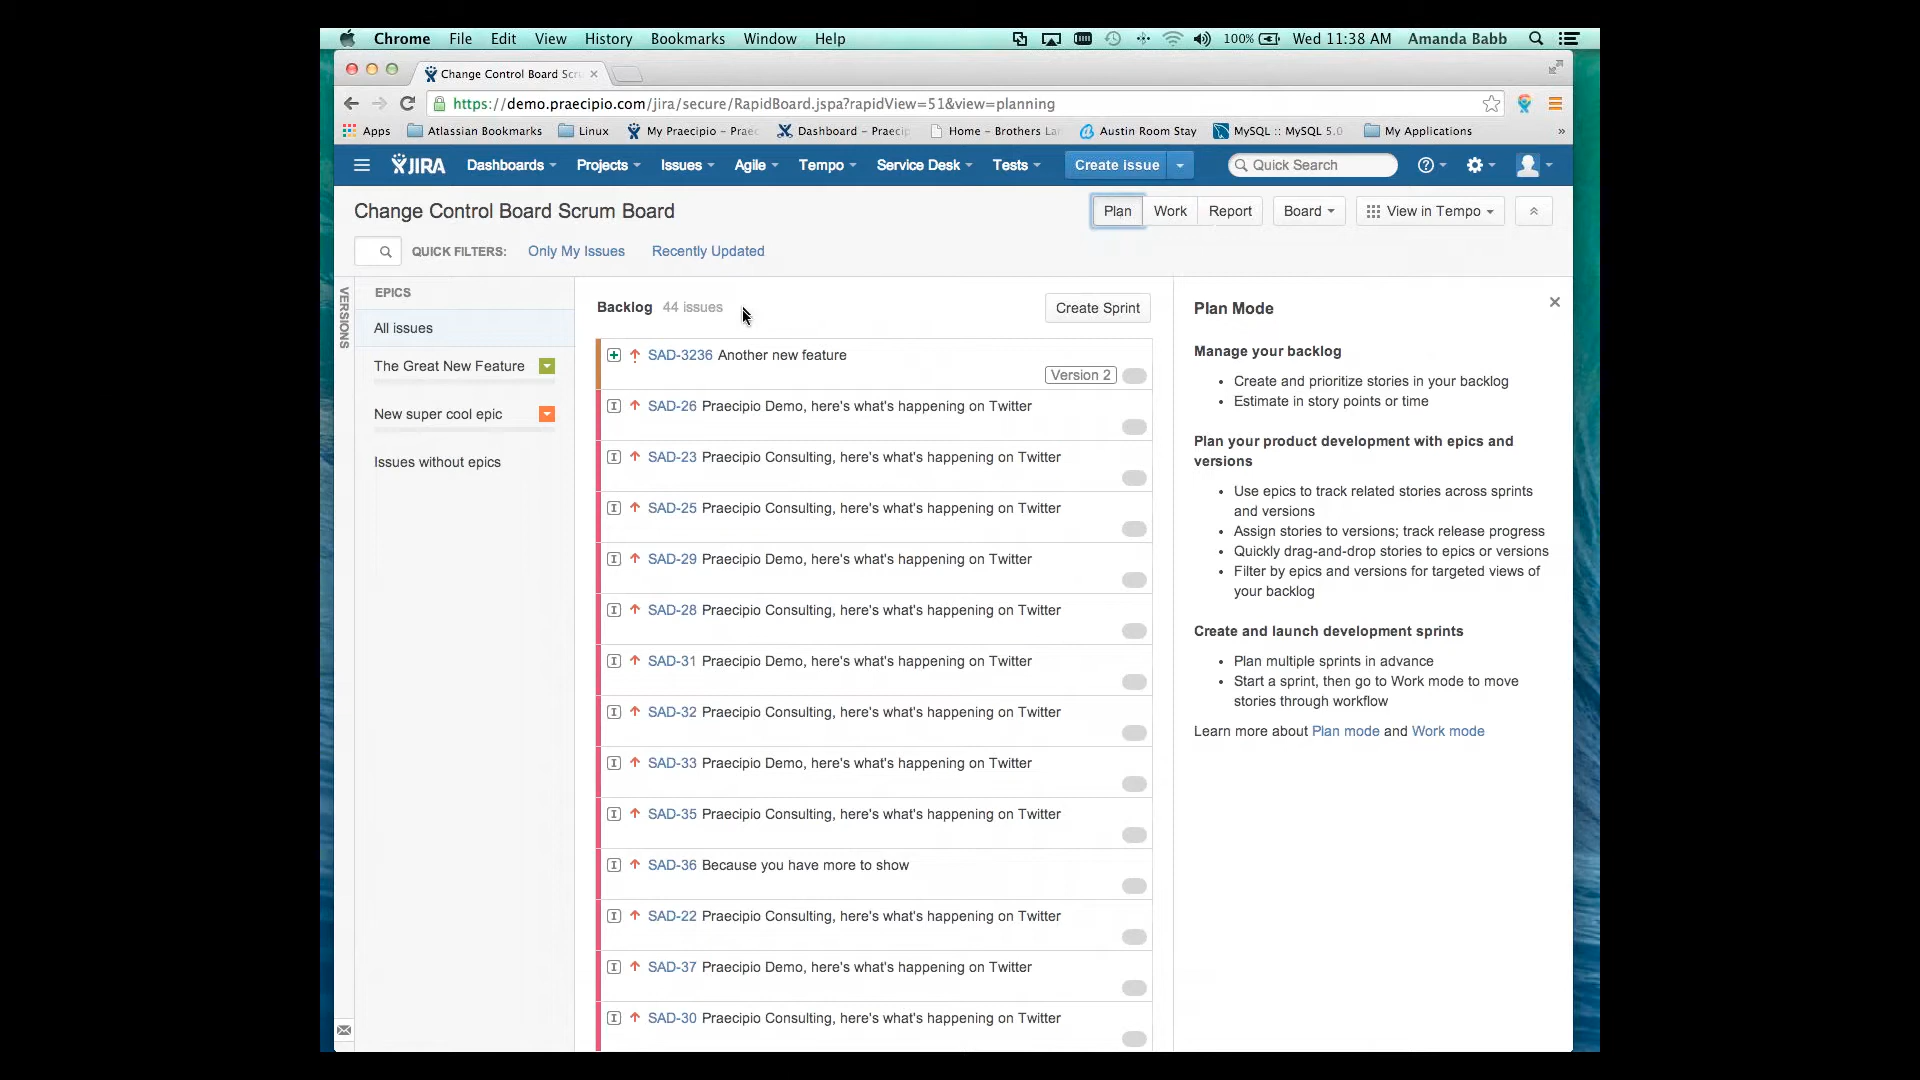 Chrome File Edit View History Bookmarks Window Help 100% Wed 11:38 AM Amanda Babb
Change Control Board Scru
https://demo.praecipio.com/jira/secure/RapidBoard.jspa?rapidView=51&view=planning
Apps Atlassian Bookmarks Linux My Praecipio – Prae Dashboard – Praecip Home – Brothers La Austin Room Stay MySQL :: MySQL 5.0 My Applications »
JIRA Dashboards Projects Issues Agile Tempo Service Desk Tests Create issue Quick Search
Change Control Board Scrum Board Plan Work Report Board View in Tempo
QUICK FILTERS: Only My Issues Recently Updated
VERSIONS
EPICS
All issues
The Great New Feature
New super cool epic
Issues without epics
Backlog 44 issues Create Sprint
SAD-3236 Another new feature
Version 2
SAD-26 Praecipio Demo, here's what's happening on Twitter
SAD-23 Praecipio Consulting, here's what's happening on Twitter
SAD-25 Praecipio Consulting, here's what's happening on Twitter
SAD-29 Praecipio Demo, here's what's happening on Twitter
SAD-28 Praecipio Consulting, here's what's happening on Twitter
SAD-31 Praecipio Demo, here's what's happening on Twitter
SAD-32 Praecipio Consulting, here's what's happening on Twitter
SAD-33 Praecipio Demo, here's what's happening on Twitter
SAD-35 Praecipio Consulting, here's what's happening on Twitter
SAD-36 Because you have more to show
SAD-22 Praecipio Consulting, here's what's happening on Twitter
SAD-37 Praecipio Demo, here's what's happening on Twitter
SAD-30 Praecipio Consulting, here's what's happening on Twitter
Plan Mode
Manage your backlog
• Create and prioritize stories in your backlog
• Estimate in story points or time
Plan your product development with epics and
versions
• Use epics to track related stories across sprints
and versions
• Assign stories to versions; track release progress
• Quickly drag-and-drop stories to epics or versions
• Filter by epics and versions for targeted views of
your backlog
Create and launch development sprints
• Plan multiple sprints in advance
• Start a sprint, then go to Work mode to move
stories through workflow
Learn more about Plan mode and Work mode